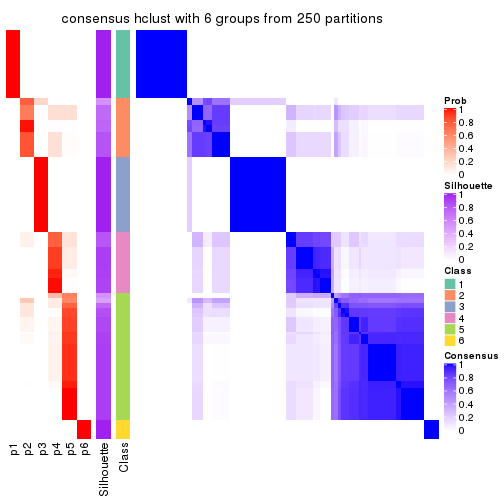 consensus hclust with 6 groups from 250 partitions
Prob
1
0.8
0.6
0.4
0.2
0
Silhouette
1
0.8
0.6
0.4
0.2
0
Class
1
2
3
4
5
6
Consensus
1
0.8
0.6
0.4
0.2
0
p1
p2
p3
p4
p5
p6
Silhouette
Class